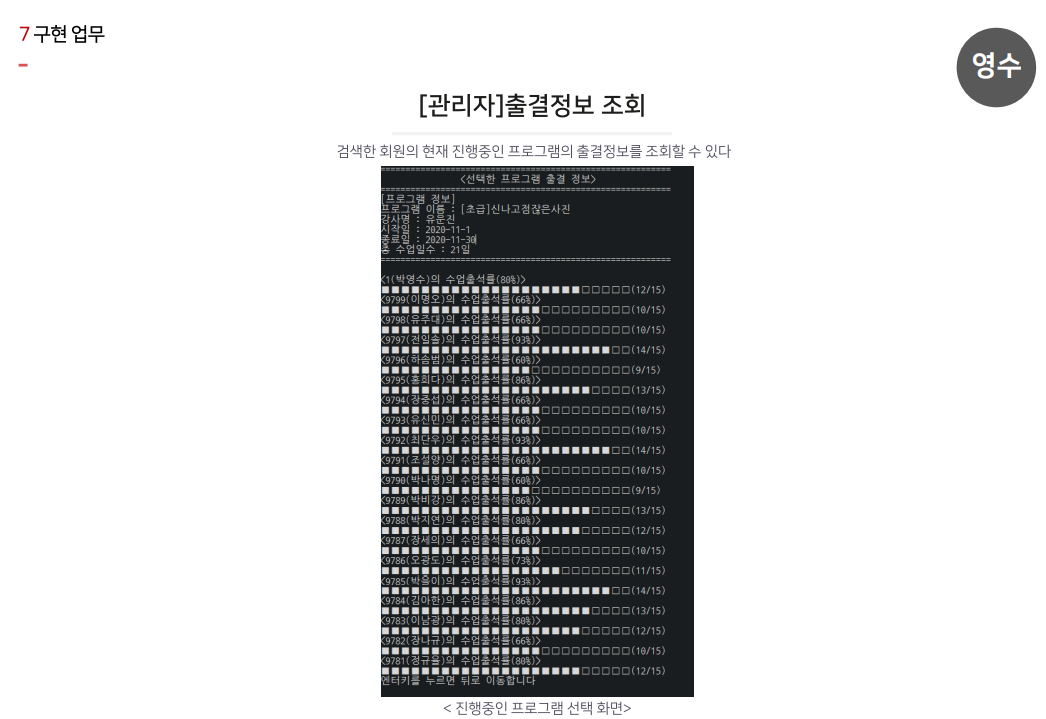 7 구현 업무
영수
[관리자]출결정보 조회
검색한 회원의 현재 진행중인 프로그램의 출결정보를 조회할 수 있다
==========================================================
<선택한 프로그램 출결 정보>
==========================================================
[프로그램 정보]
프로그램 이름 : [초급]신나고점잖은사진
강사명 : 유문진
시작일 : 2020-11-1
종료일 : 2020-11-30
총 수업일수 : 21일
==========================================================
<1(박영수)의 수업출석률(80%)>
■■■■■■■■■■■■■■■■■■■■□□□□□(12/15)
<9799(이명오)의 수업출석률(66%)>
■■■■■■■■■■■■■■■■□□□□□□□□□(10/15)
<9798(유주대)의 수업출석률(66%)>
■■■■■■■■■■■■■■■■□□□□□□□□□(10/15)
<9797(전일솔)의 수업출석률(93%)>
■■■■■■■■■■■■■■■■■■■■■■■□□(14/15)
<9796(하솜범)의 수업출석률(60%)>
■■■■■■■■■■■■■■■□□□□□□□□□□(9/15)
<9795(홍희다)의 수업출석률(86%)>
■■■■■■■■■■■■■■■■■■■■■□□□□(13/15)
<9794(장중섭)의 수업출석률(66%)>
■■■■■■■■■■■■■■■■□□□□□□□□□(10/15)
<9793(유신민)의 수업출석률(66%)>
■■■■■■■■■■■■■■■■□□□□□□□□□(10/15)
<9792(최단우)의 수업출석률(93%)>
■■■■■■■■■■■■■■■■■■■■■■■□□(14/15)
<9791(조설양)의 수업출석률(66%)>
■■■■■■■■■■■■■■■■□□□□□□□□□(10/15)
<9790(박나명)의 수업출석률(60%)>
■■■■■■■■■■■■■■■□□□□□□□□□□(9/15)
<9789(박비강)의 수업출석률(86%)>
■■■■■■■■■■■■■■■■■■■■■□□□□(13/15)
<9788(박지연)의 수업출석률(80%)>
■■■■■■■■■■■■■■■■■■■■□□□□□(12/15)
<9787(장세의)의 수업출석률(66%)>
■■■■■■■■■■■■■■■■□□□□□□□□□(10/15)
<9786(오광도)의 수업출석률(73%)>
■■■■■■■■■■■■■■■■■■□□□□□□□(11/15)
<9785(박을이)의 수업출석률(93%)>
■■■■■■■■■■■■■■■■■■■■■■■□□(14/15)
<9784(김아한)의 수업출석률(86%)>
■■■■■■■■■■■■■■■■■■■■■□□□□(13/15)
<9783(이남광)의 수업출석률(80%)>
■■■■■■■■■■■■■■■■■■■■□□□□□(12/15)
<9782(장나규)의 수업출석률(66%)>
■■■■■■■■■■■■■■■■□□□□□□□□□(10/15)
<9781(정규율)의 수업출석률(80%)>
■■■■■■■■■■■■■■■■■■■■□□□□□(12/15)
엔터키를 누르면 뒤로 이동합니다
< 진행중인 프로그램 선택 화면>